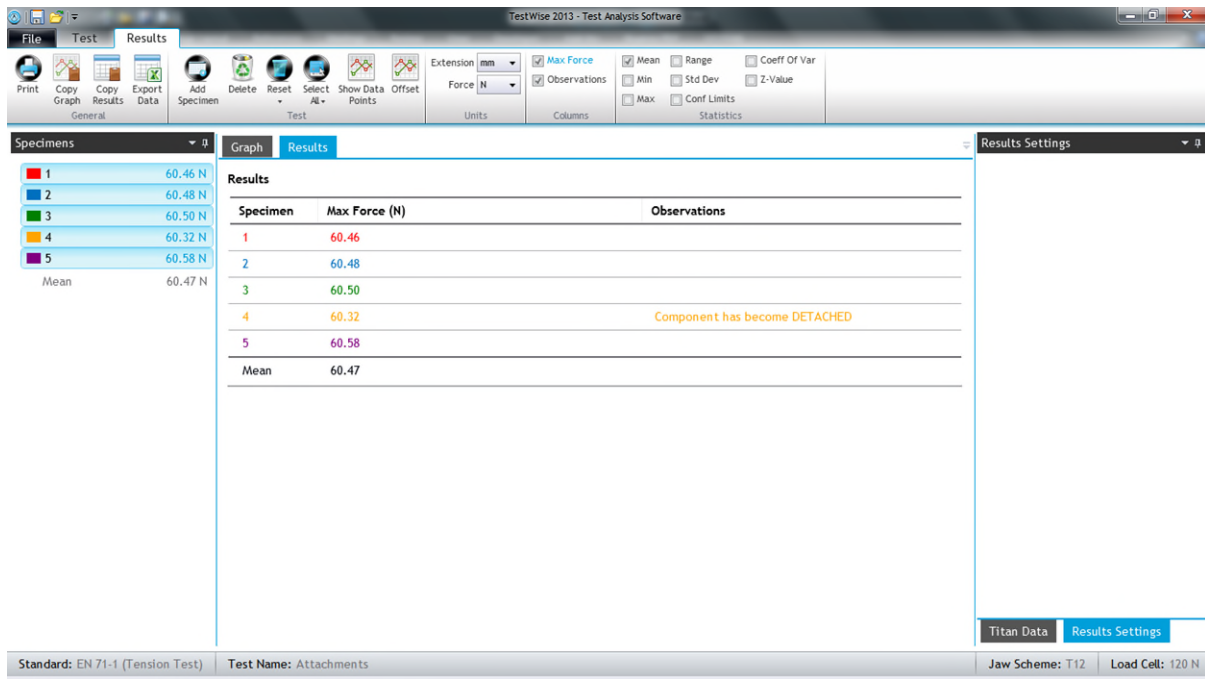 TestWise 2013 - Test Analysis Software
File Test Results
Print
Copy Graph
Copy Results
Export Data
General
Add Specimen
Delete
Reset
Select All
Show Data Points
Offset
Test
Extension mm
Force N
Units
Max Force
Observations
Columns
Mean Range Coeff Of Var
Min Std Dev Z-Value
Max Conf Limits
Statistics
Specimens
1 60.46 N
2 60.48 N
3 60.50 N
4 60.32 N
5 60.58 N
Mean 60.47 N
Graph Results
Results
Specimen Max Force (N) Observations
1 60.46
2 60.48
3 60.50
4 60.32 Component has become DETACHED
5 60.58
Mean 60.47
Results Settings
Titan Data Results Settings
Standard: EN 71-1 (Tension Test) Test Name: Attachments Jaw Scheme: T12 Load Cell: 120 N